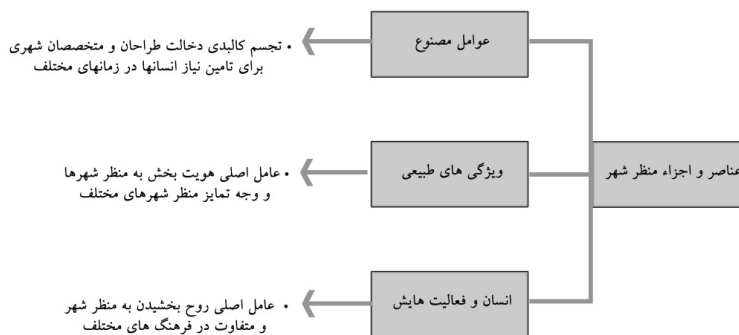 عناصر و اجزاء منظر شهر
عوامل مصنوع
• تجسم کالبدی دخالت طراحان و متخصصان شهری
برای تامین نیاز انسانها در زمانهای مختلف
ویژگی های طبیعی
• عامل اصلی هویت بخش به منظر شهرها
و وجه تمایز منظر شهرهای مختلف
انسان و فعالیت هایش
• عامل اصلی روح بخشیدن به منظر شهر
و متفاوت در فرهنگ های مختلف